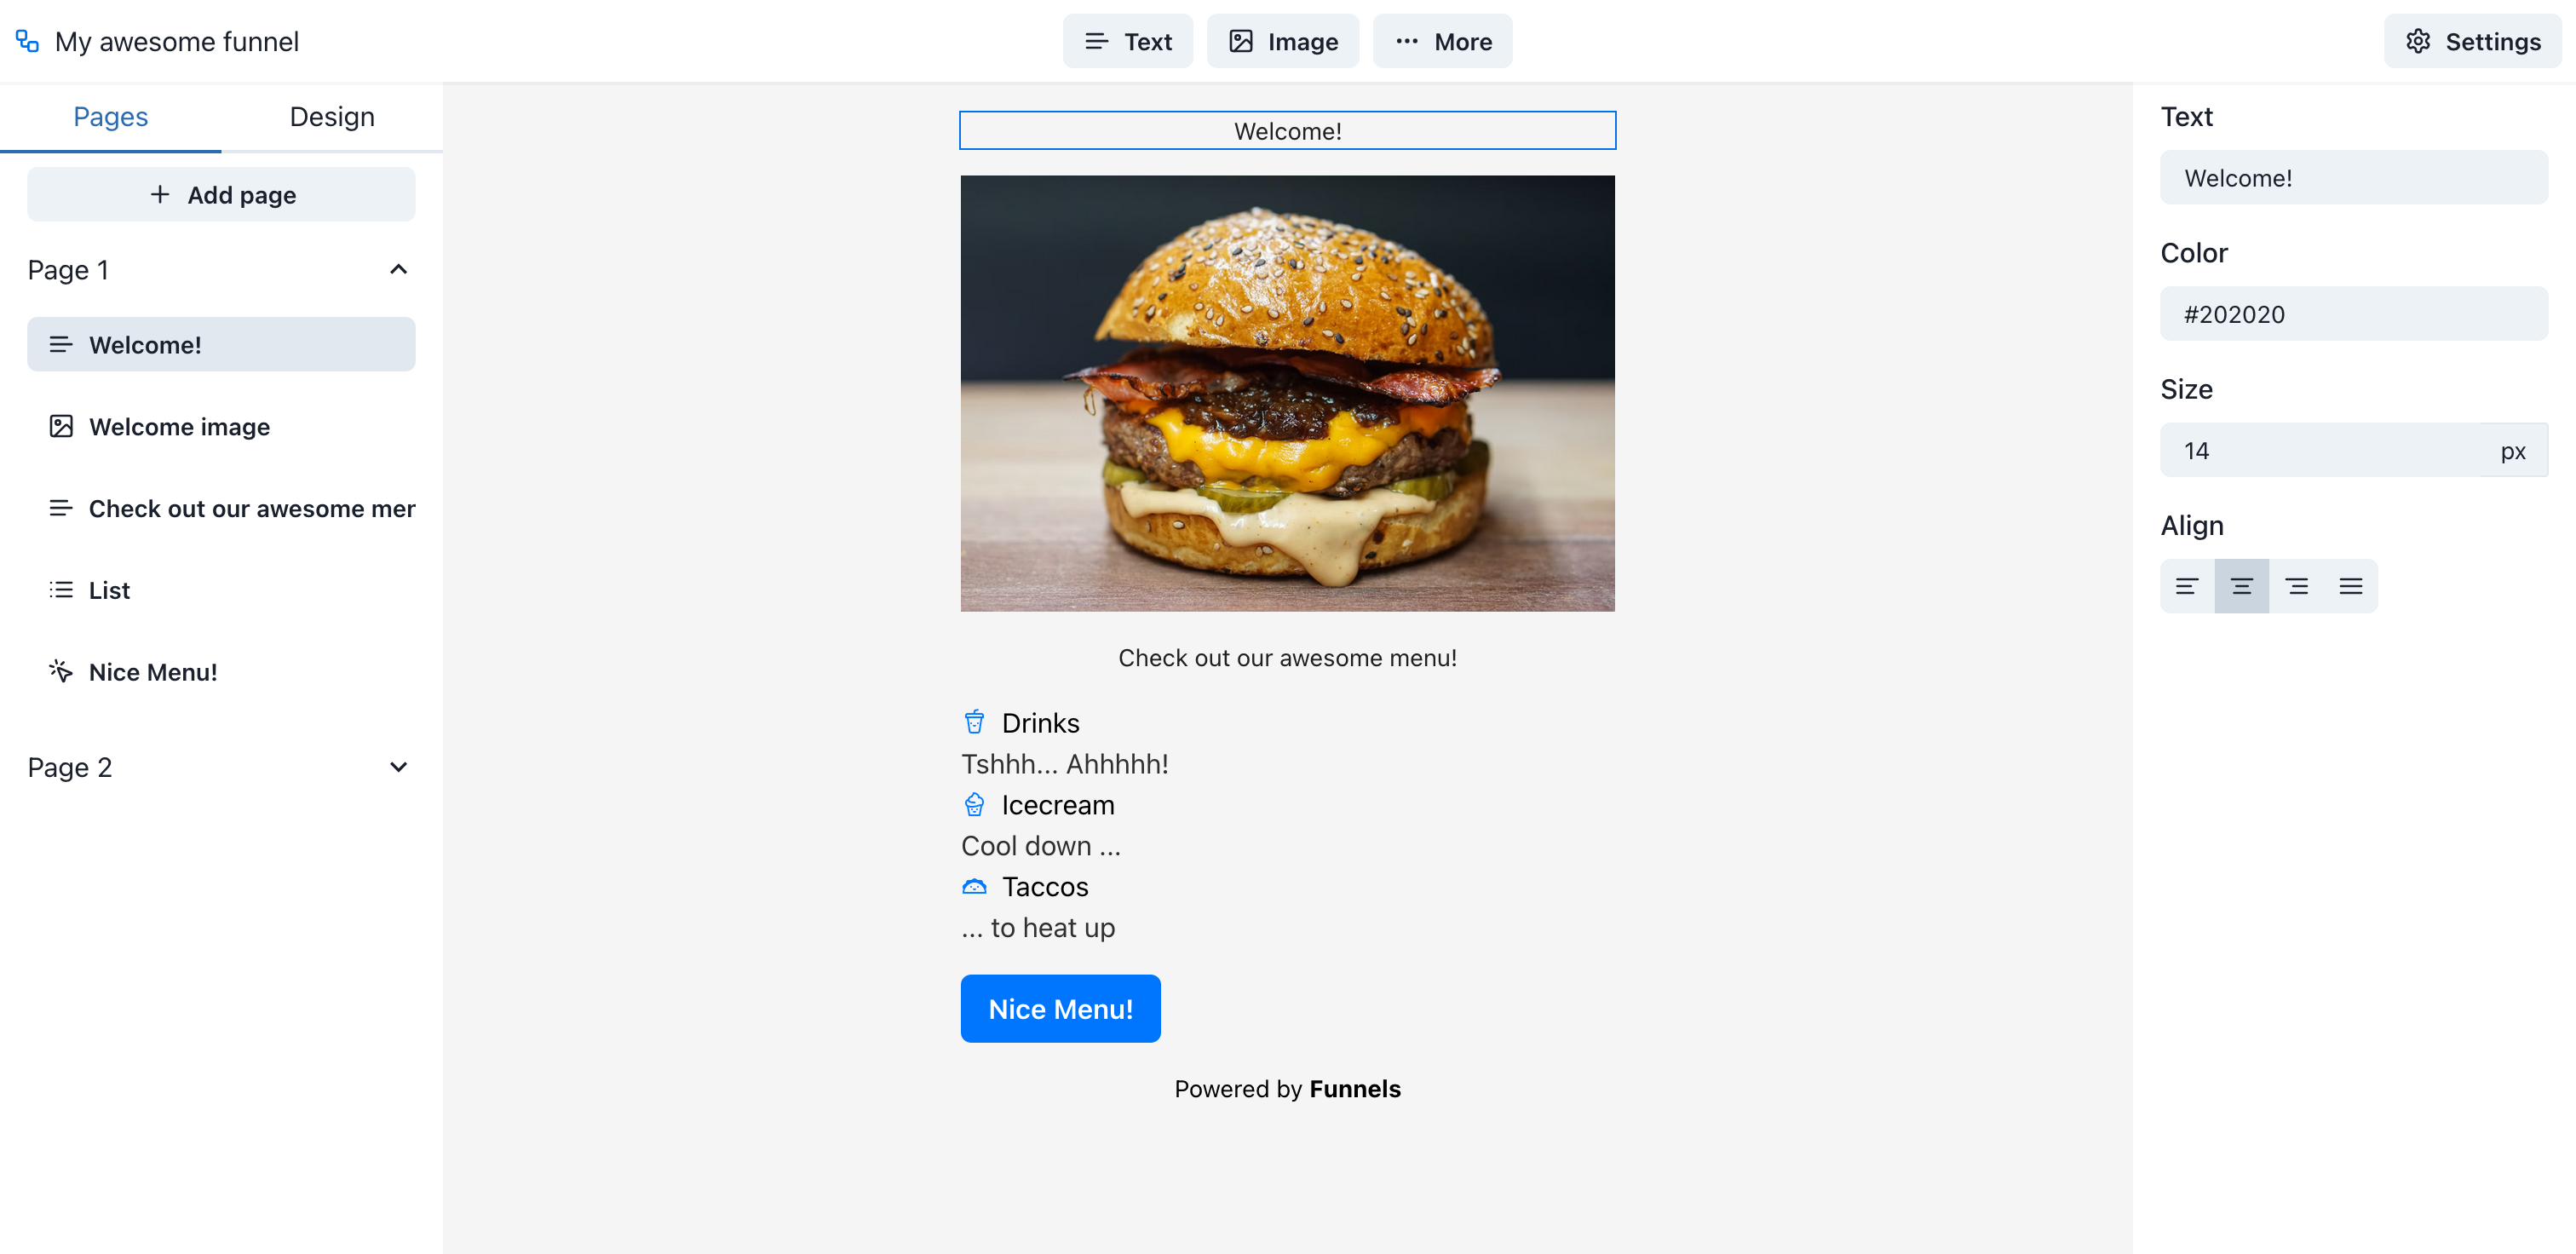 My awesome funnel
Text
Image
More
Settings
Pages
Design
Add page
Page 1
Welcome!
Welcome image
Check out our awesome mer
List
Nice Menu!
Page 2
Welcome!
Check out our awesome menu!
Drinks
Tshhh... Ahhhhh!
Icecream
Cool down ...
Taccos
... to heat up
Nice Menu!
Powered by Funnels
Text
Welcome!
Color
#202020
Size
14 px
Align